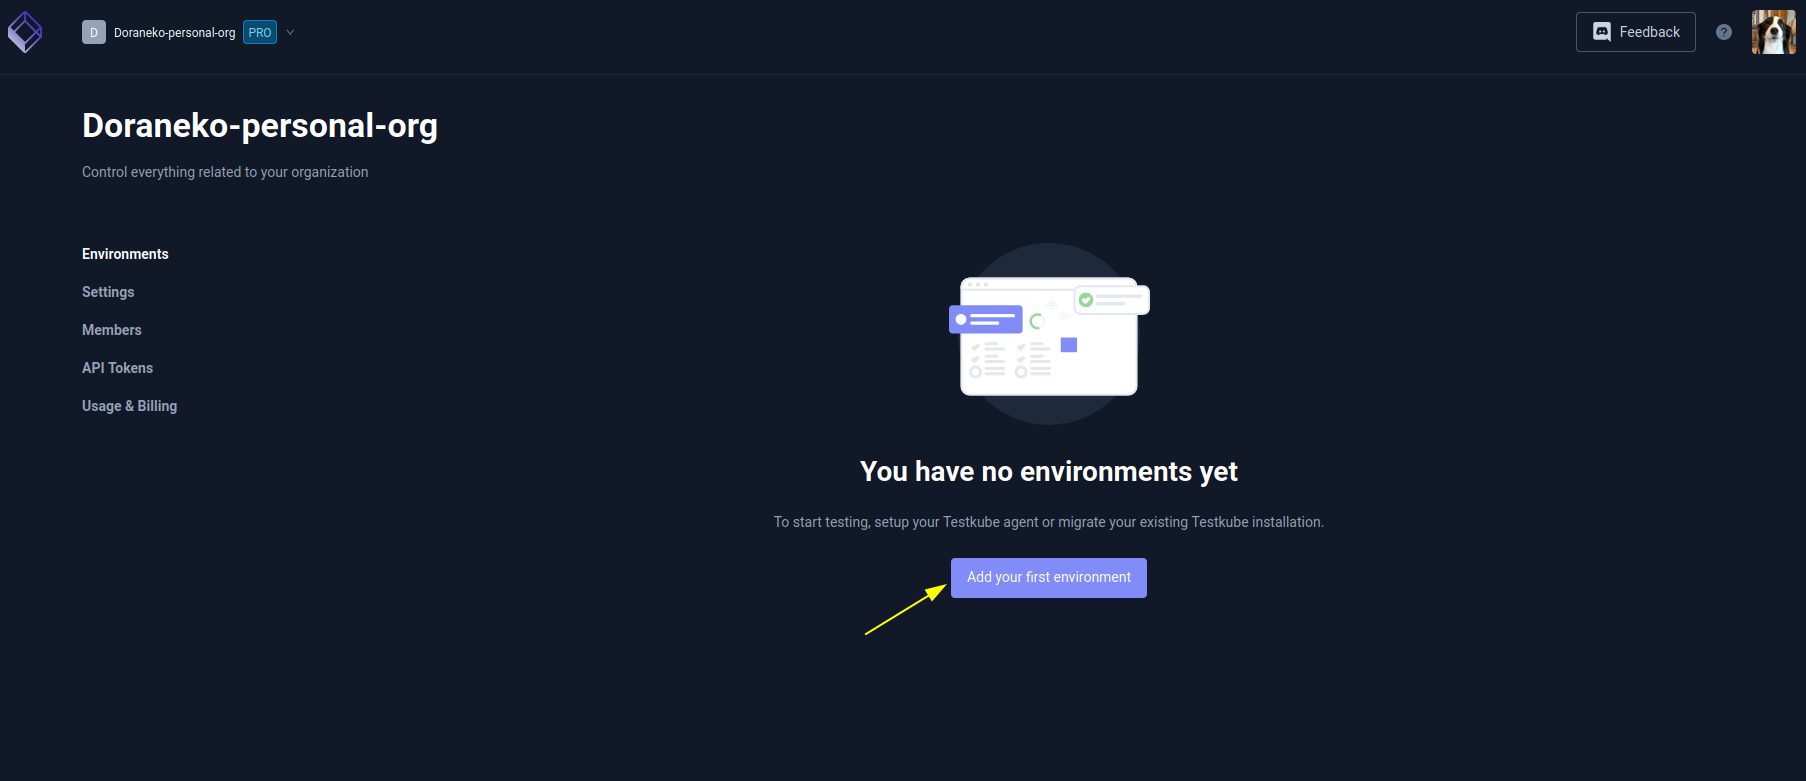 D Doraneko-personal-org PRO
Feedback
?
Doraneko-personal-org
Control everything related to your organization
Environments
Settings
Members
API Tokens
Usage & Billing
You have no environments yet
To start testing, setup your Testkube agent or migrate your existing Testkube installation.
Add your first environment